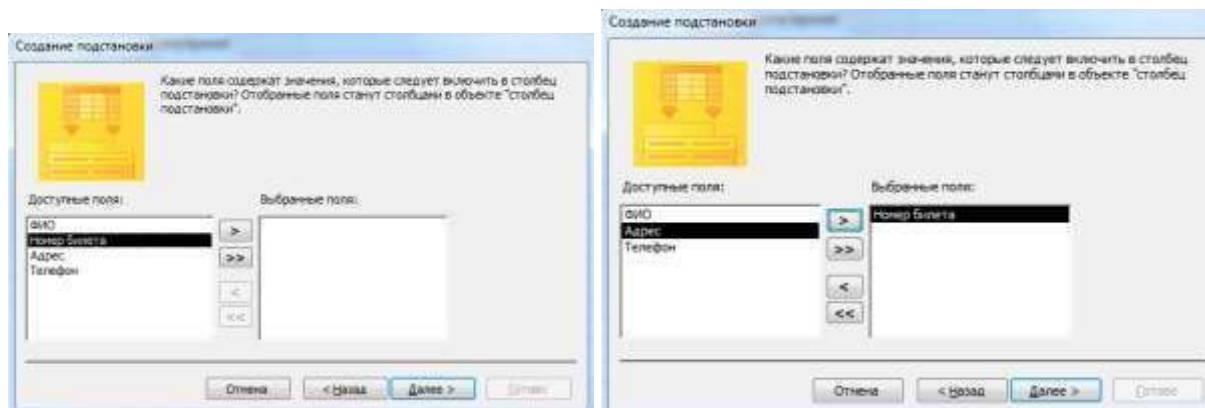 Создание подстановки
Какие поля содержат значения, которые следует включить в столбец
подстановки? Отобранные поля станут столбцами в объекте "столбец
подстановки".
Доступные поля:
Выбранные поля:
ФИО
Номер Билета
Адрес
Телефон
>
>>
<
<<
Отмена
< Назад
Далее >
Готово
Создание подстановки
Какие поля содержат значения, которые следует включить в столбец
подстановки? Отобранные поля станут столбцами в объекте "столбец
подстановки".
Доступные поля:
Выбранные поля:
ФИО
Адрес
Телефон
Номер Билета
>
>>
<
<<
Отмена
< Назад
Далее >
Готово